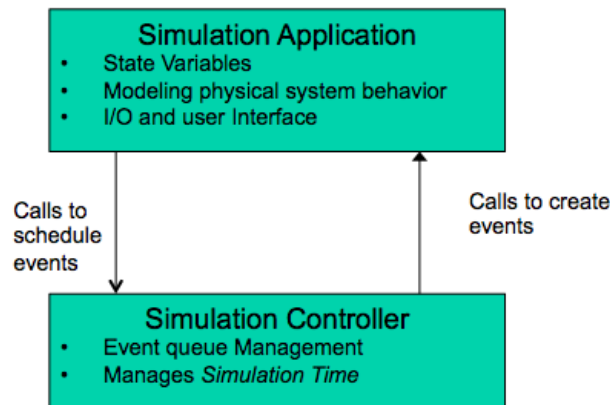 Simulation Application
• State Variables
• Modeling physical system behavior
• I/O and user Interface
Calls to
schedule
events
Calls to create
events
Simulation Controller
• Event queue Management
• Manages Simulation Time